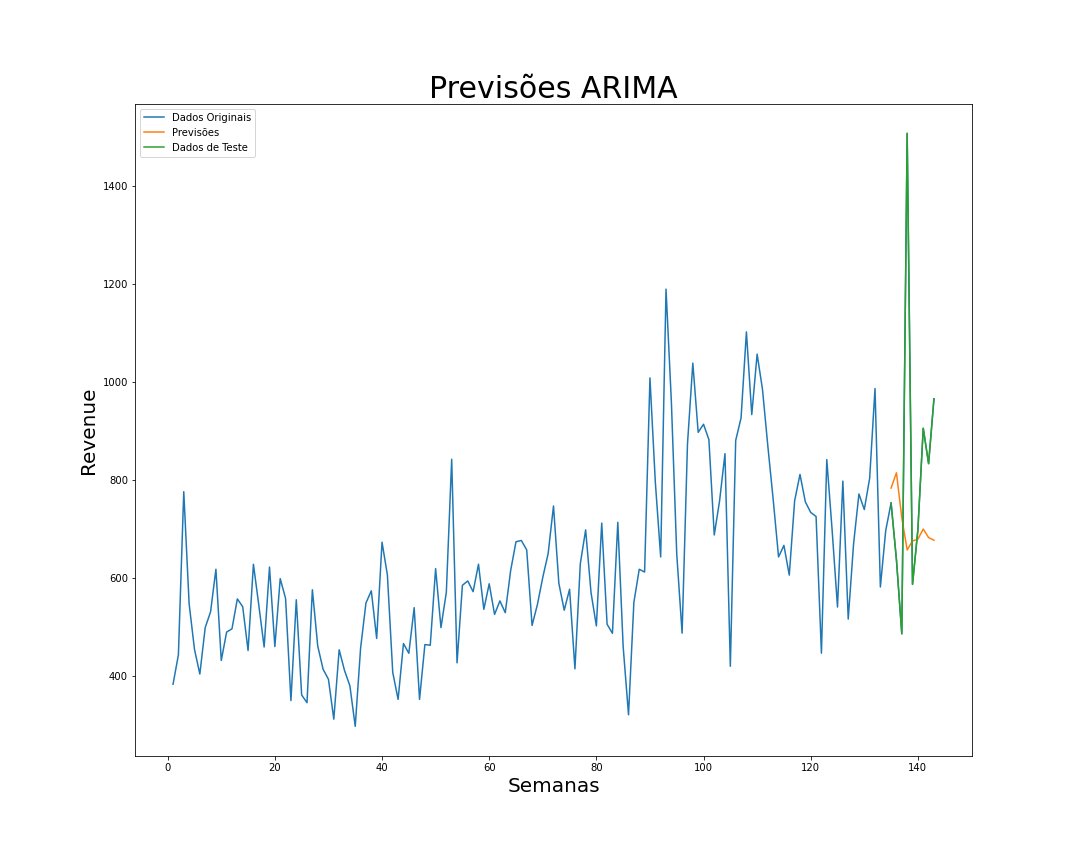 Previsões ARIMA
Dados Originais
Previsões
Dados de Teste
1400
1200
1000
800
600
400
Revenue
0 20 40 60 80 100 120 140
Semanas